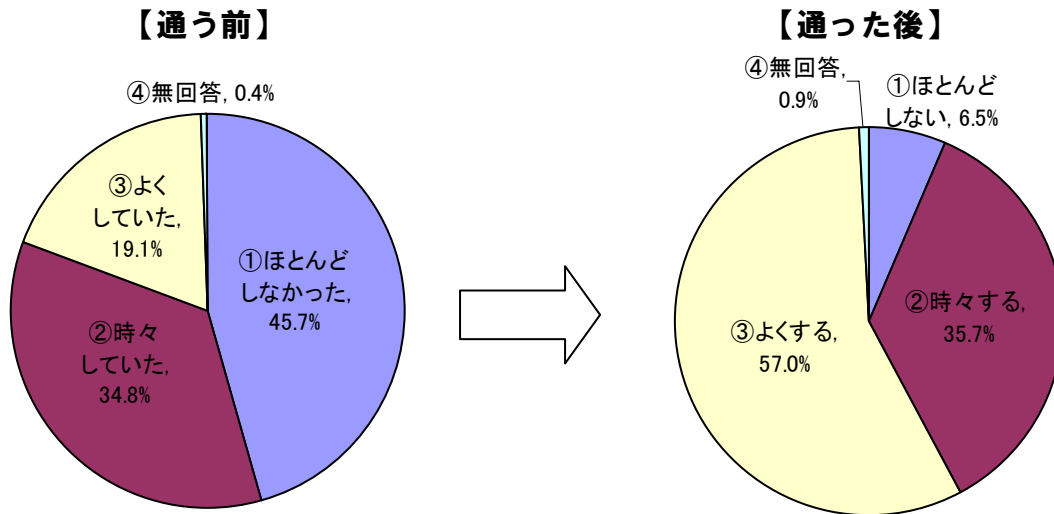 【通う前】
④無回答, 0.4%
③よく
していた,
19.1%
①ほとんど
しなかった,
45.7%
②時々
していた,
34.8%
【通った後】
④無回答,
0.9%
①ほとんど
しない, 6.5%
②時々する,
35.7%
③よくする,
57.0%